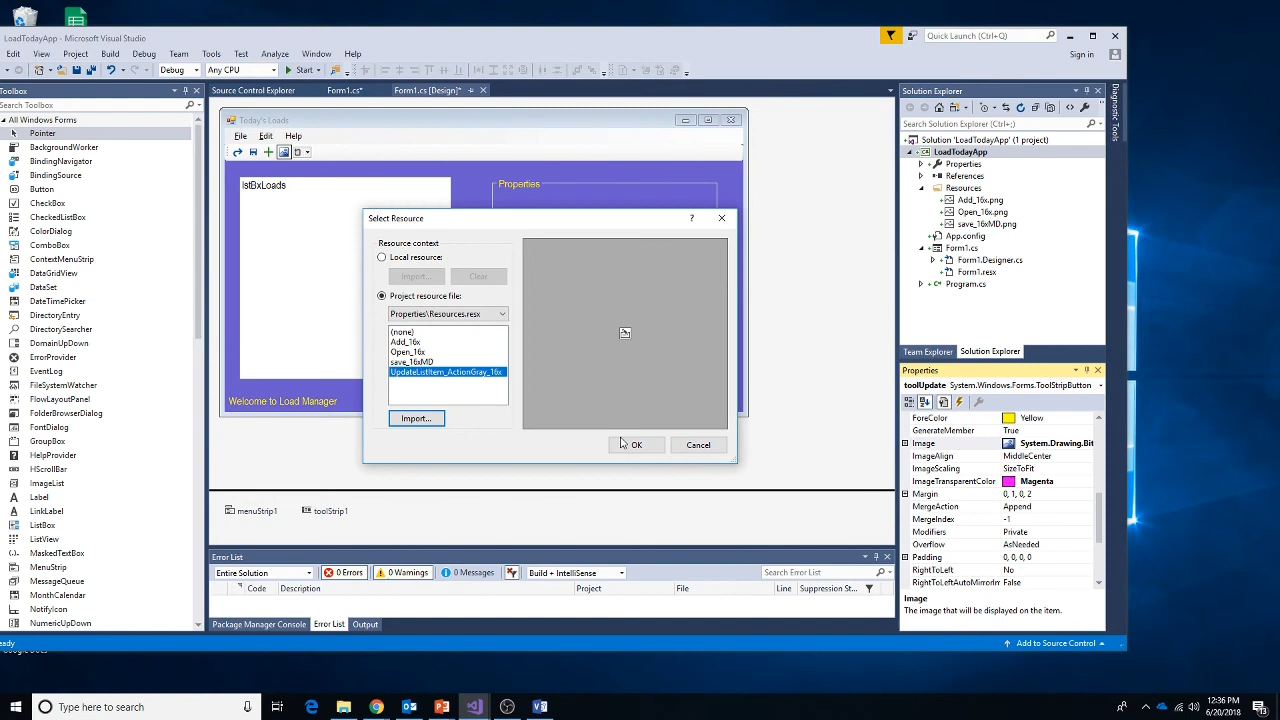 LoadTodayApp - Microsoft Visual Studio
Quick Launch (Ctrl+Q)
Edit View Project Build Debug Team Tools Test Analyze Window Help
Sign in
Debug Any CPU Start
Toolbox
Source Control Explorer Form1.cs* Form1.cs [Design]*
Solution Explorer
Diagnostic Tools
Search Toolbox
All Windows Forms
Pointer
BackgroundWorker
BindingNavigator
BindingSource
Button
CheckBox
CheckedListBox
ColorDialog
ComboBox
ContextMenuStrip
DataGridView
DataSet
DateTimePicker
DirectoryEntry
DirectorySearcher
DomainUpDown
ErrorProvider
EventLog
FileSystemWatcher
FlowLayoutPanel
FolderBrowserDialog
FontDialog
GroupBox
HelpProvider
HScrollBar
ImageList
Label
LinkLabel
ListBox
ListView
MaskedTextBox
MenuStrip
MessageQueue
MonthCalendar
NotifyIcon
NumericUpDown
Today's Loads
File Edit Help
lstBxLoads
Properties
Welcome to Load Manager
Select Resource
?
Resource context
Local resource:
Import... Clear
Project resource file:
Properties\Resources.resx
(none)
Add_16x
Open_16x
save_16xMD
UpdateListItem_ActionGray_16x
Import...
OK Cancel
menuStrip1 toolStrip1
Error List
Entire Solution 0 Errors 0 Warnings 0 Messages Build + IntelliSense Search Error List
Code Description Project File Line Suppression St...
Package Manager Console Error List Output
Search Solution Explorer (Ctrl+;)
Solution 'LoadTodayApp' (1 project)
LoadTodayApp
Properties
References
Resources
Add_16x.png
Open_16x.png
save_16xMD.png
App.config
Form1.cs
Form1.Designer.cs
Form1.resx
Program.cs
Team Explorer Solution Explorer
Properties
toolUpdate System.Windows.Forms.ToolStripButton
ForeColor Yellow
GenerateMember True
Image System.Drawing.Bit
ImageAlign MiddleCenter
ImageScaling SizeToFit
ImageTransparentColor Magenta
Margin 0, 1, 0, 2
MergeAction Append
MergeIndex -1
Modifiers Private
Overflow AsNeeded
Padding 0, 0, 0, 0
RightToLeft No
RightToLeftAutoMirrorIm False
Image
The image that will be displayed on the item.
eady
Add to Source Control
Google Docs
Type here to search
12:36 PM
6/20/2018